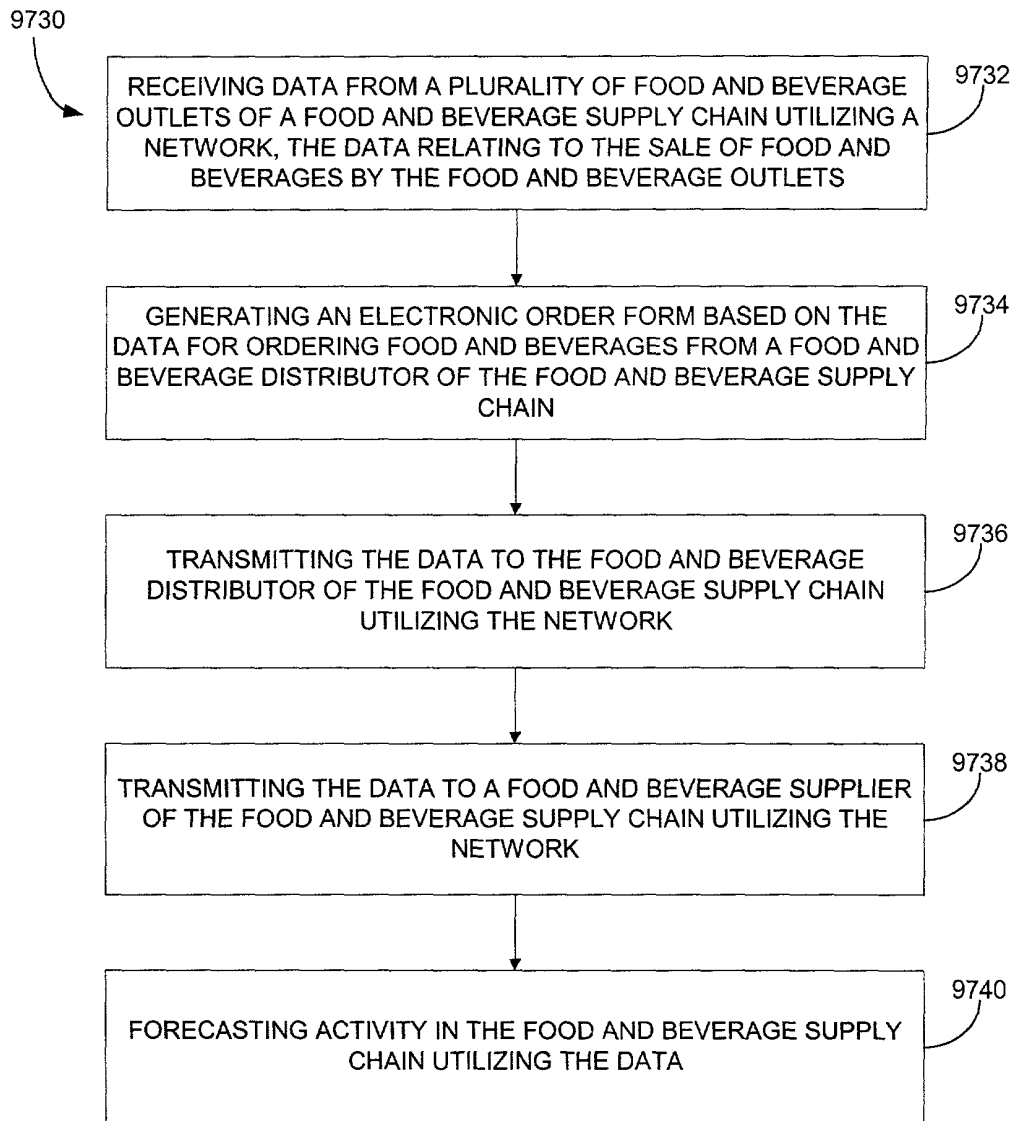 9730
RECEIVING DATA FROM A PLURALITY OF FOOD AND BEVERAGE
OUTLETS OF A FOOD AND BEVERAGE SUPPLY CHAIN UTILIZING A
NETWORK, THE DATA RELATING TO THE SALE OF FOOD AND
BEVERAGES BY THE FOOD AND BEVERAGE OUTLETS
9732
GENERATING AN ELECTRONIC ORDER FORM BASED ON THE
DATA FOR ORDERING FOOD AND BEVERAGES FROM A FOOD AND
BEVERAGE DISTRIBUTOR OF THE FOOD AND BEVERAGE SUPPLY
CHAIN
9734
TRANSMITTING THE DATA TO THE FOOD AND BEVERAGE
DISTRIBUTOR OF THE FOOD AND BEVERAGE SUPPLY CHAIN
UTILIZING THE NETWORK
9736
TRANSMITTING THE DATA TO A FOOD AND BEVERAGE SUPPLIER
OF THE FOOD AND BEVERAGE SUPPLY CHAIN UTILIZING THE
NETWORK
9738
FORECASTING ACTIVITY IN THE FOOD AND BEVERAGE SUPPLY
CHAIN UTILIZING THE DATA
9740